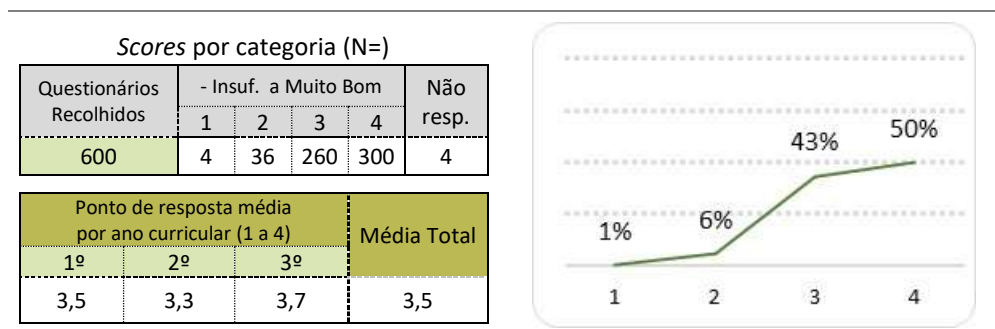 Scores por categoria (N=)
Questionários Recolhidos
- Insuf. a Muito Bom
Não resp.
1 2 3 4
600 4 36 260 300 4
Ponto de resposta média
por ano curricular (1 a 4)
Média Total
1º 2º 3º
3,5 3,3 3,7 3,5
1% 6% 43% 50%
1 2 3 4